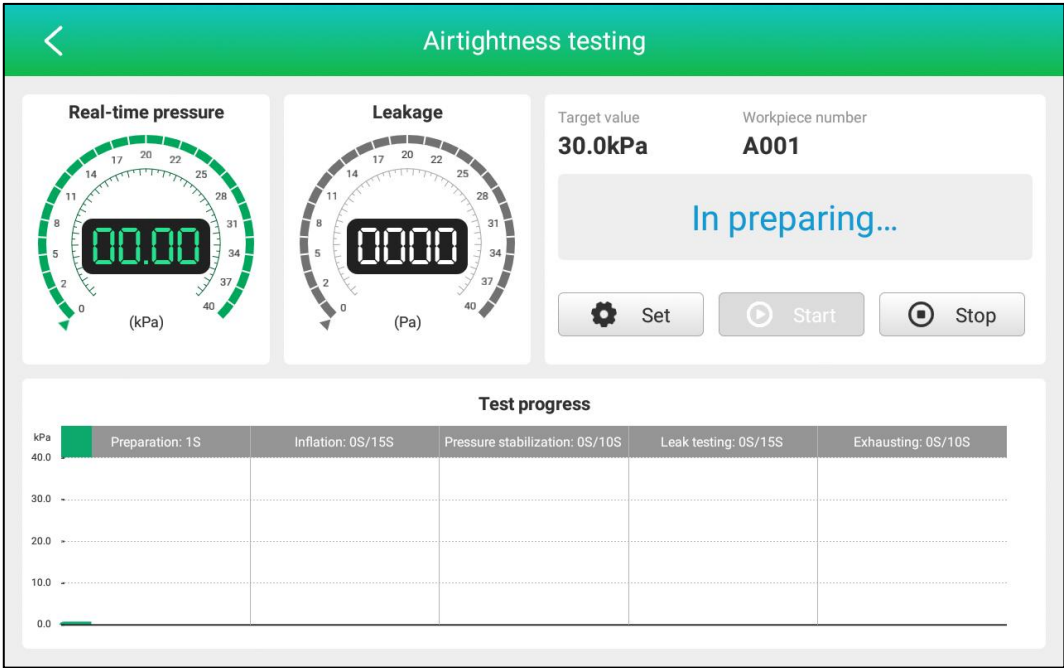 Airtightness testing
Real-time pressure
0 2 5 8 11 14 17 20 22 25 28 31 34 37 40
00.00
(kPa)
Leakage
0 2 5 8 11 14 17 20 22 25 28 31 34 37 40
0000
(Pa)
Target value
30.0kPa
Workpiece number
A001
In preparing...
Set
Start
Stop
Test progress
kPa
Preparation: 1S
Inflation: 0S/15S
Pressure stabilization: 0S/10S
Leak testing: 0S/15S
Exhausting: 0S/10S
40.0
30.0
20.0
10.0
0.0